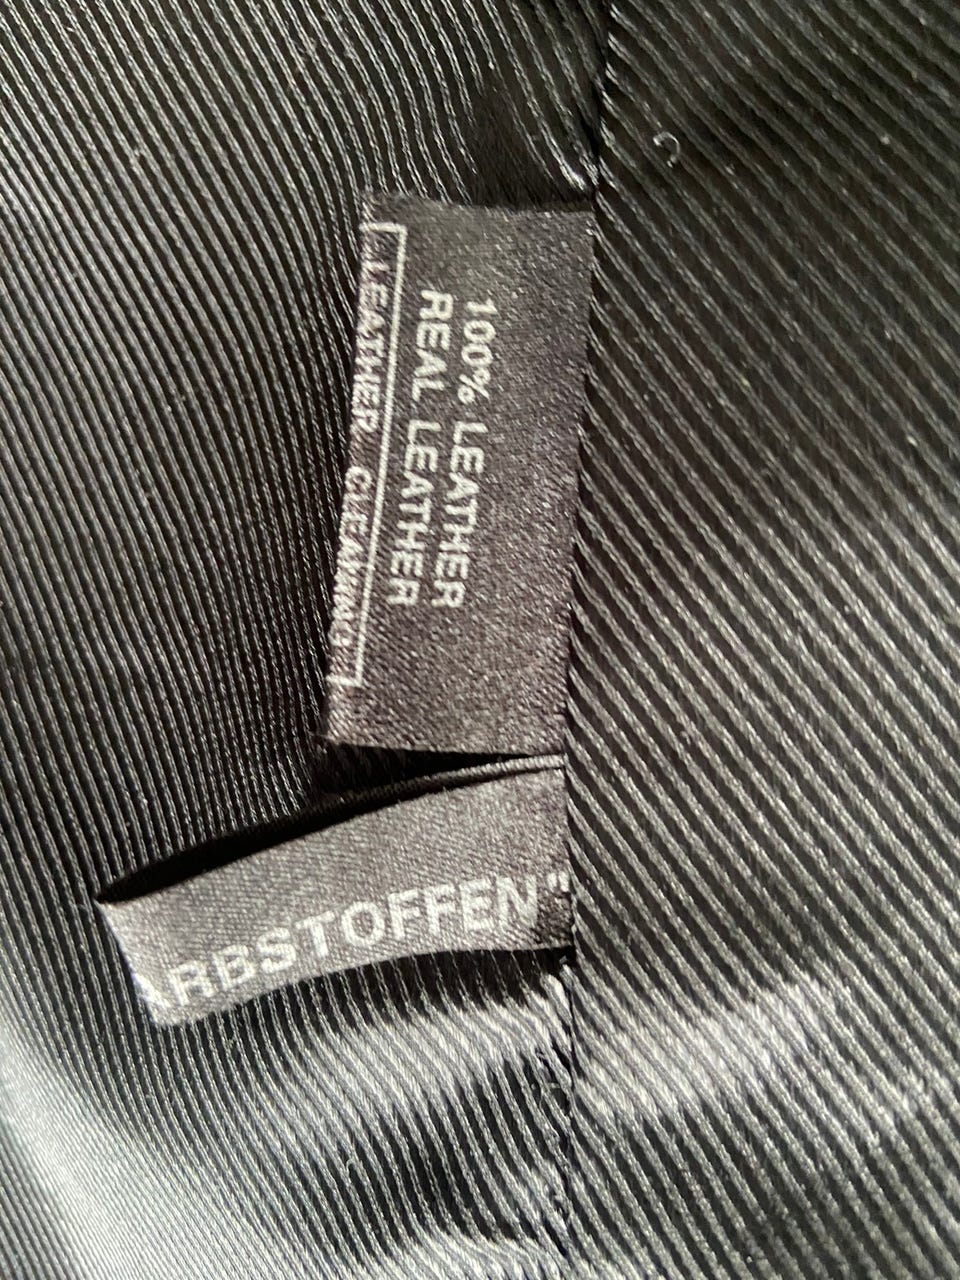 100% LEATHER
REAL LEATHER
LEATHER CLEANING
ARBSTOFFEN"